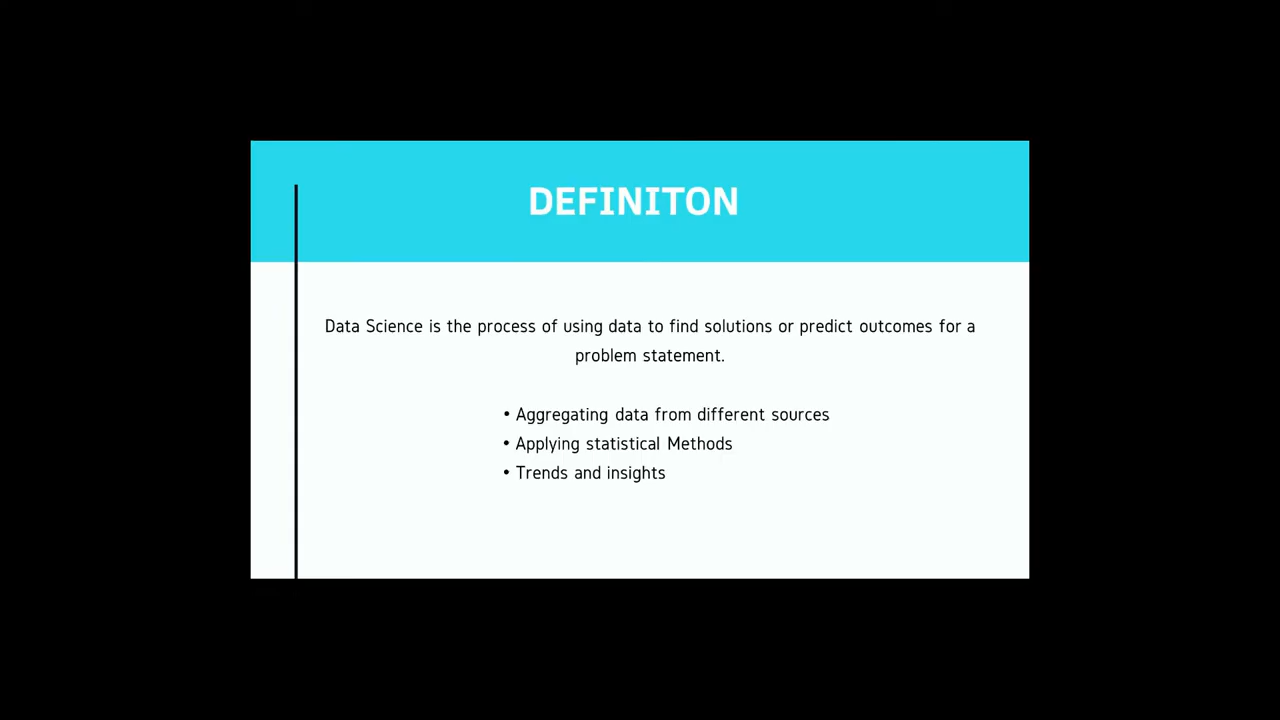 DEFINITON
Data Science is the process of using data to find solutions or predict outcomes for a
problem statement.
• Aggregating data from different sources
• Applying statistical Methods
• Trends and insights